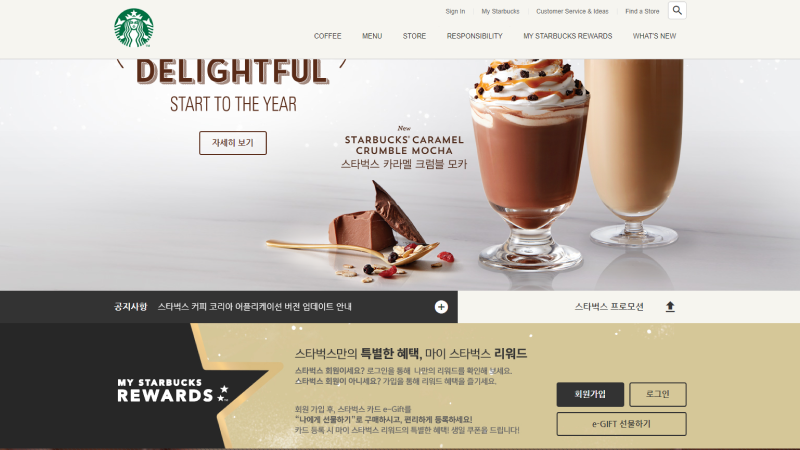 Sign In
My Starbucks
Customer Service & Ideas
Find a Store
COFFEE
MENU
STORE
RESPONSIBILITY
MY STARBUCKS REWARDS
WHAT'S NEW
DELIGHTFUL
START TO THE YEAR
자세히 보기
New
STARBUCKS® CARAMEL
CRUMBLE MOCHA
스타벅스 카라멜 크럼블 모카
공지사항
스타벅스 커피 코리아 어플리케이션 버전 업데이트 안내
스타벅스 프로모션
MY STARBUCKS
REWARDS
스타벅스만의 특별한 혜택, 마이 스타벅스 리워드
스타벅스 회원이세요? 로그인을 통해 나만의 리워드를 확인해 보세요.
스타벅스 회원이 아니세요? 가입을 통해 리워드 혜택을 즐기세요.
회원 가입 후, 스타벅스 카드 e-Gift를
"나에게 선물하기"로 구매하시고, 편리하게 등록하세요!
카드 등록 시 마이 스타벅스 리워드의 특별한 혜택! 생일 쿠폰을 드립니다!
회원가입
로그인
e-GIFT 선물하기